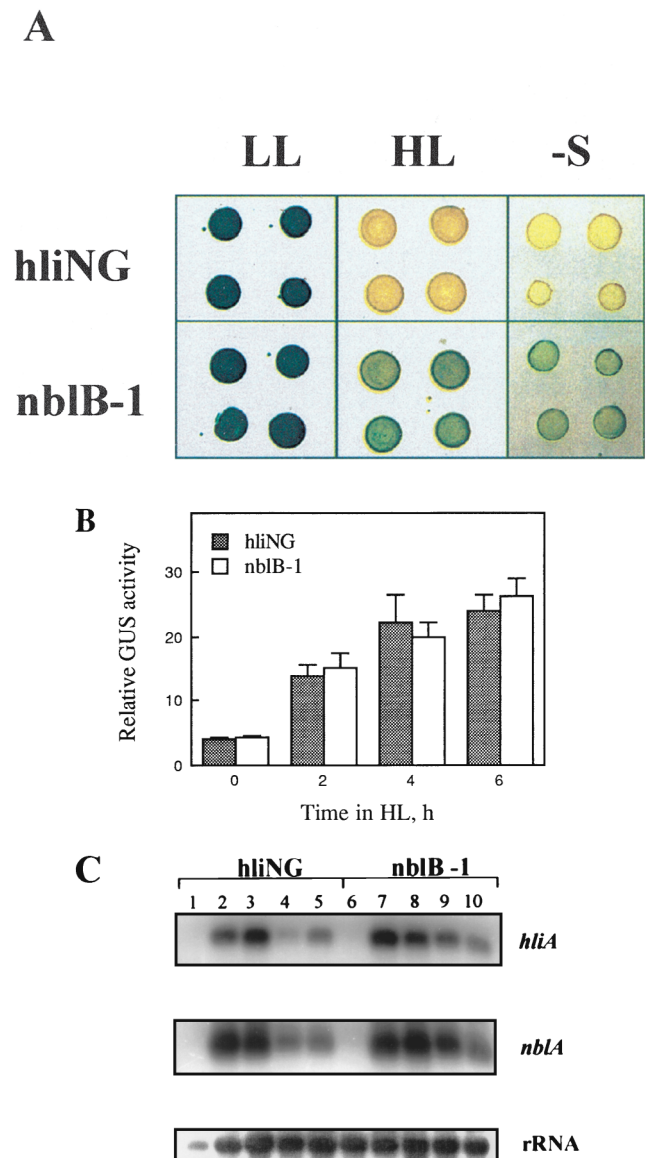 A
LL HL -S
hliNG
nblB-1
B
hliNG
nblB-1
Relative GUS activity
30
20
10
0
0 2 4 6
Time in HL, h
C
hliNG nblB -1
1 2 3 4 5 6 7 8 9 10
hliA
nblA
rRNA